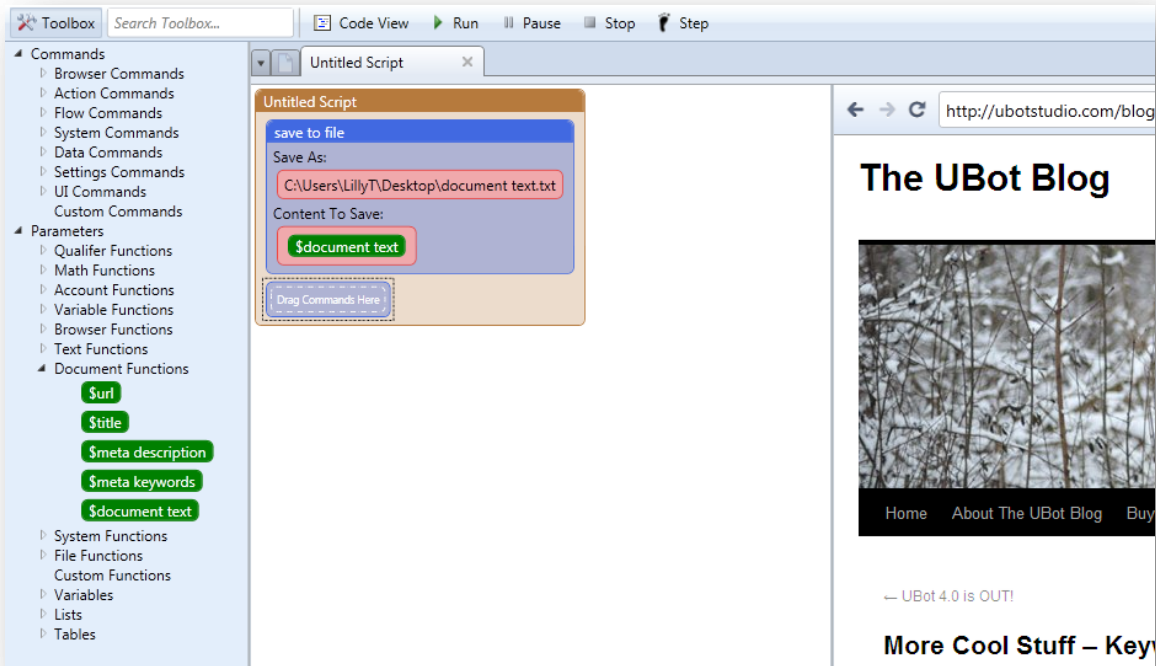 Toolbox
Search Toolbox...
Code View
Run
Pause
Stop
Step
Commands
Browser Commands
Action Commands
Flow Commands
System Commands
Data Commands
Settings Commands
UI Commands
Custom Commands
Parameters
Qualifer Functions
Math Functions
Account Functions
Variable Functions
Browser Functions
Text Functions
Document Functions
$url
$title
$meta description
$meta keywords
$document text
System Functions
File Functions
Custom Functions
Variables
Lists
Tables
Untitled Script
Untitled Script
save to file
Save As:
C:\Users\LillyT\Desktop\document text.txt
Content To Save:
$document text
Drag Commands Here
http://ubotstudio.com/blog
The UBot Blog
Home About The UBot Blog Buy
← UBot 4.0 is OUT!
More Cool Stuff – Key